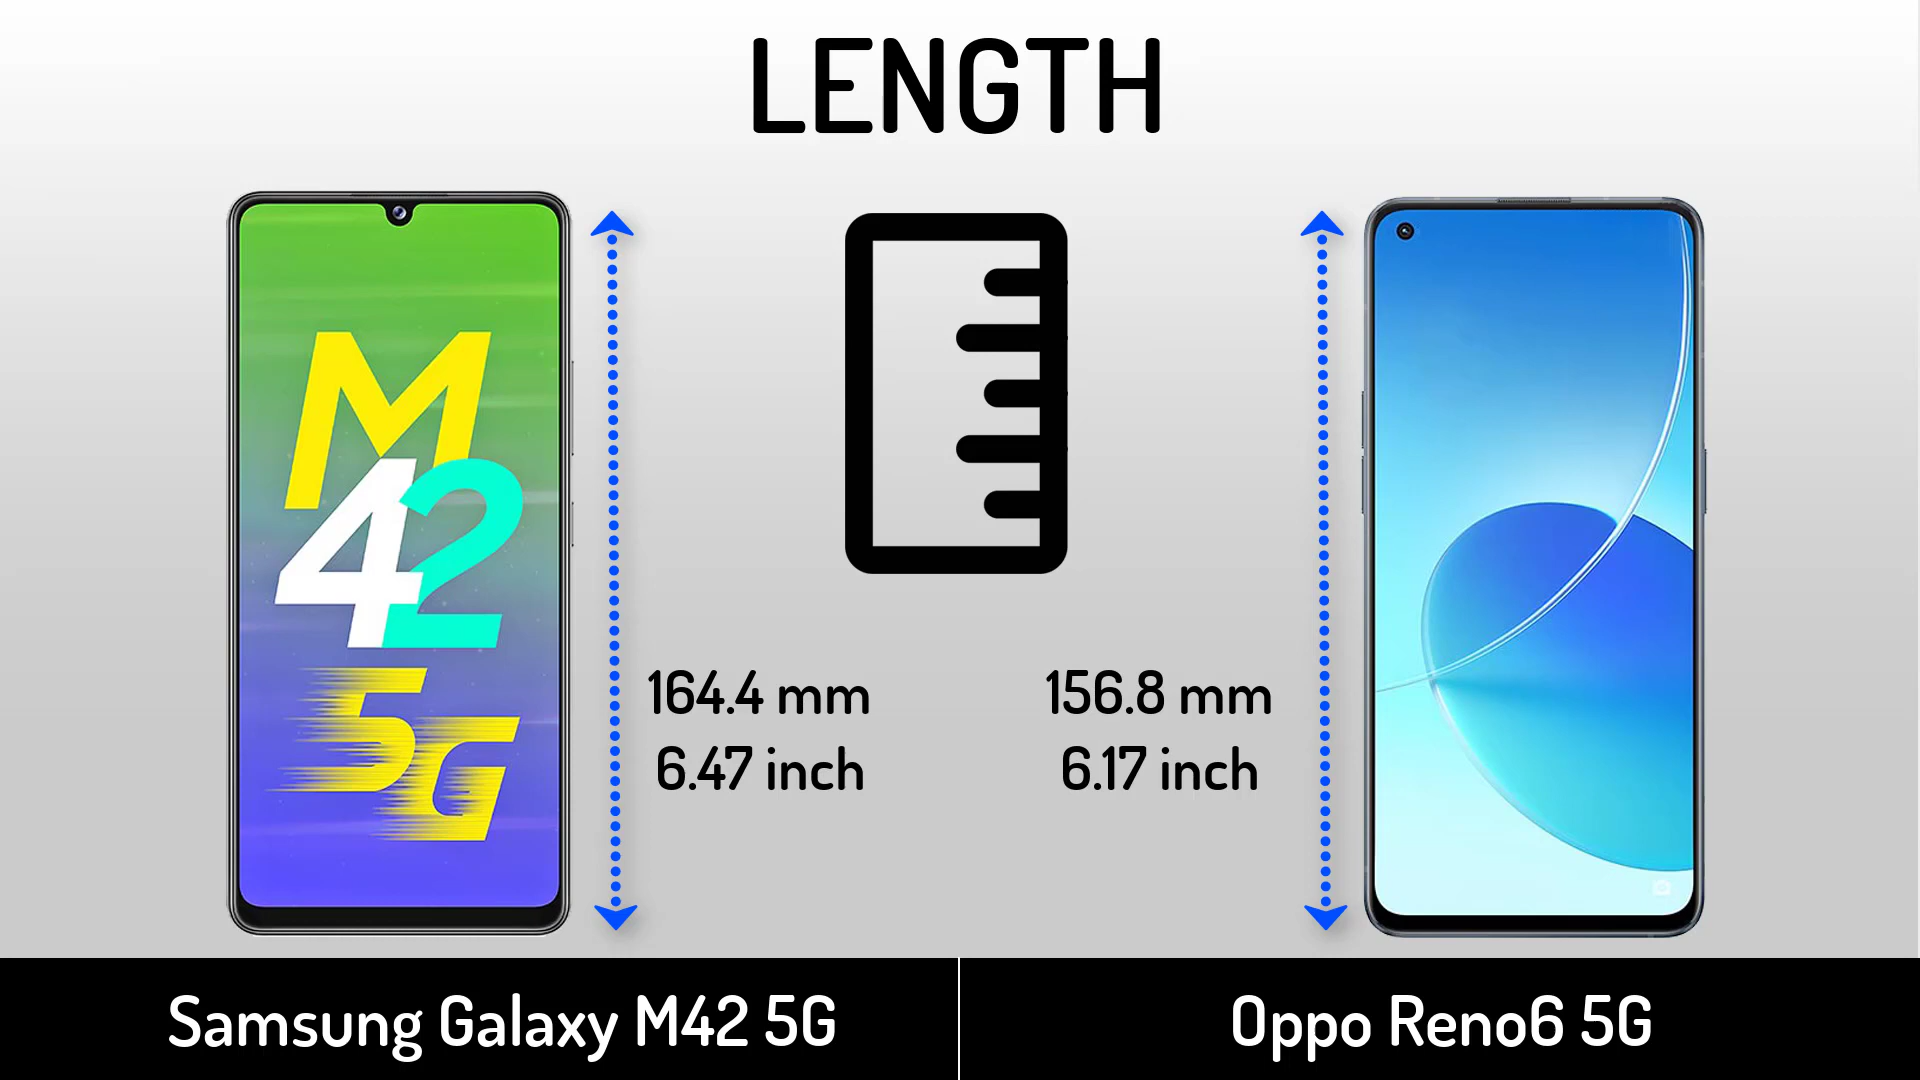 LENGTH
M
42
5G
164.4 mm
6.47 inch
156.8 mm
6.17 inch
Samsung Galaxy M42 5G
Oppo Reno6 5G